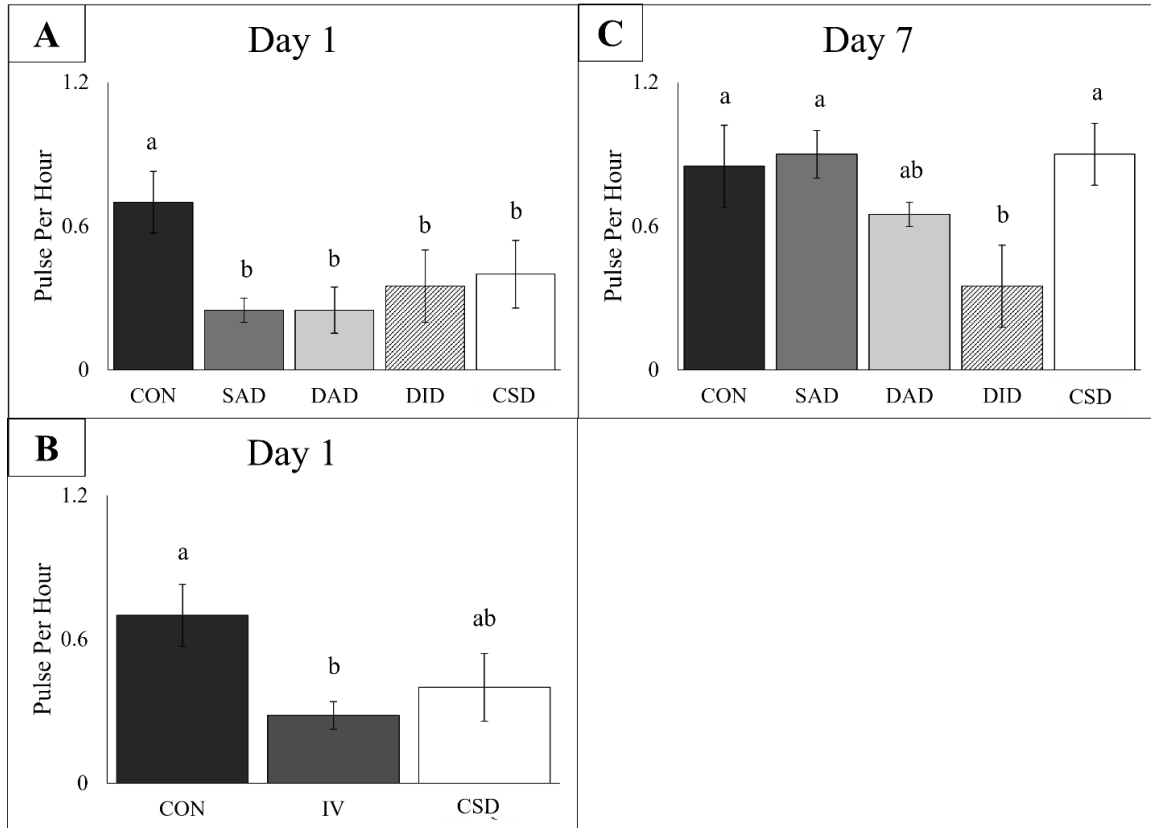 A
Day 1
1.2
0.6
0
Pulse Per Hour
a
b
b
b
b
CON SAD DAD DID CSD
B
Day 1
1.2
0.6
0
Pulse Per Hour
a
b
ab
CON IV CSD
C
Day 7
1.2
0.6
0
Pulse Per Hour
a
a
ab
b
a
CON SAD DAD DID CSD